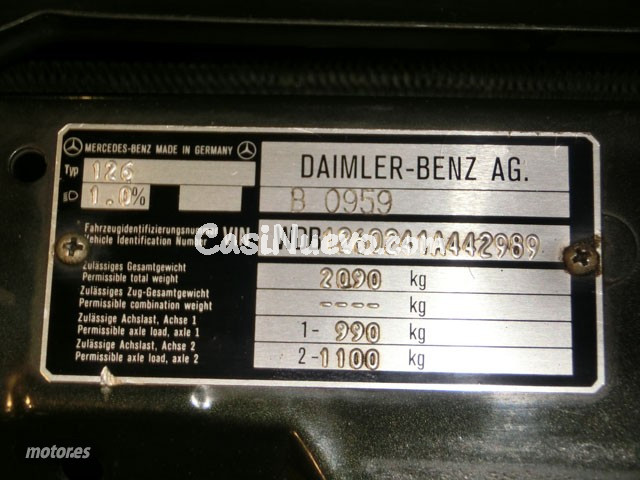 MERCEDES-BENZ MADE IN GERMANY
DAIMLER-BENZ AG.
Typ 126
1.0%
B 0959
Fahrzeugidentifizierungsnummer
Vehicle Identification Number
VIN
CasiNuevo.com
Zulässiges Gesamtgewicht
Permissible total weight
2090 kg
Zulässiges Zug-Gesamtgewicht
Permissible combination weight
---- kg
Zulässige Achslast, Achse 1
Permissible axle load, axle 1
1- 990 kg
Zulässige Achslast, Achse 2
Permissible axle load, axle 2
2- 1100 kg
motor.es